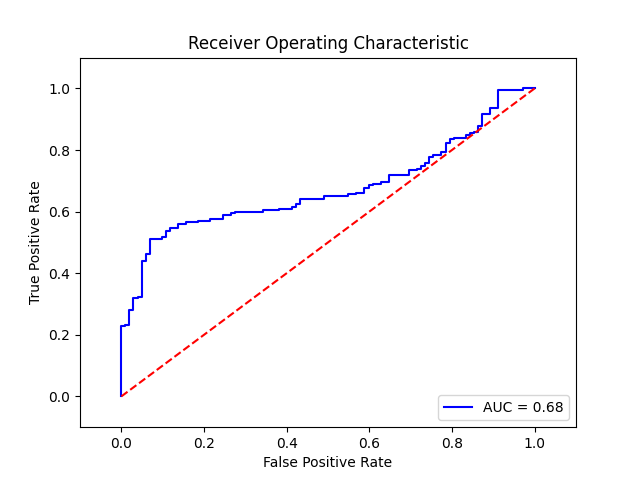 Receiver Operating Characteristic
True Positive Rate
1.0
0.8
0.6
0.4
0.2
0.0
AUC = 0.68
0.0 0.2 0.4 0.6 0.8 1.0
False Positive Rate